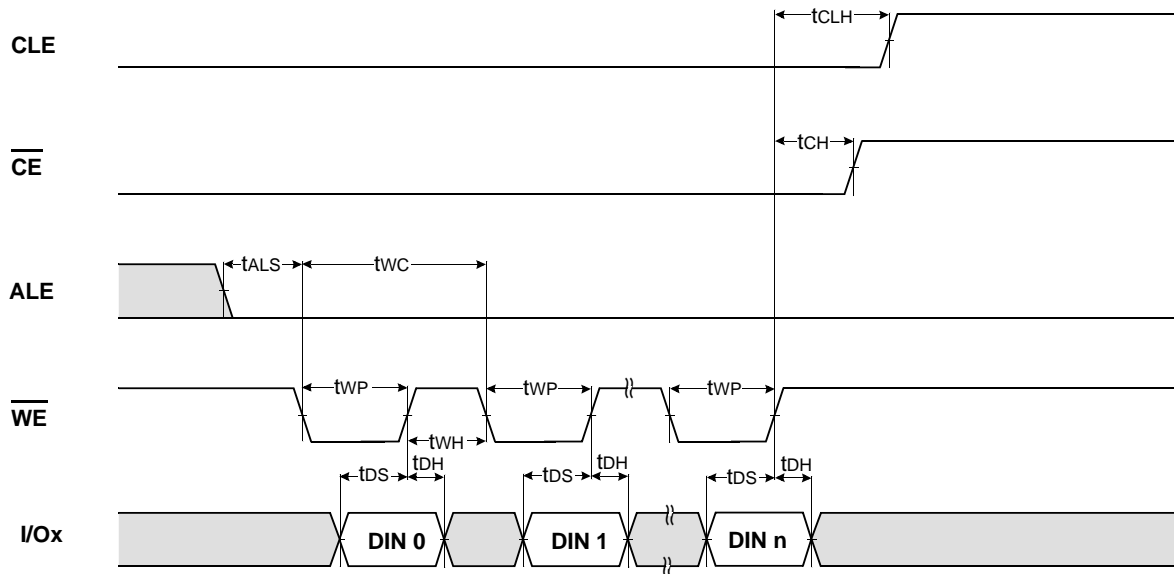 CLE
tCLH
CE
tCH
ALE
tALS
tWC
WE
tWP
tWP
tWP
tWH
tDS
tDH
tDS
tDH
tDS
tDH
I/Ox
DIN 0
DIN 1
DIN n